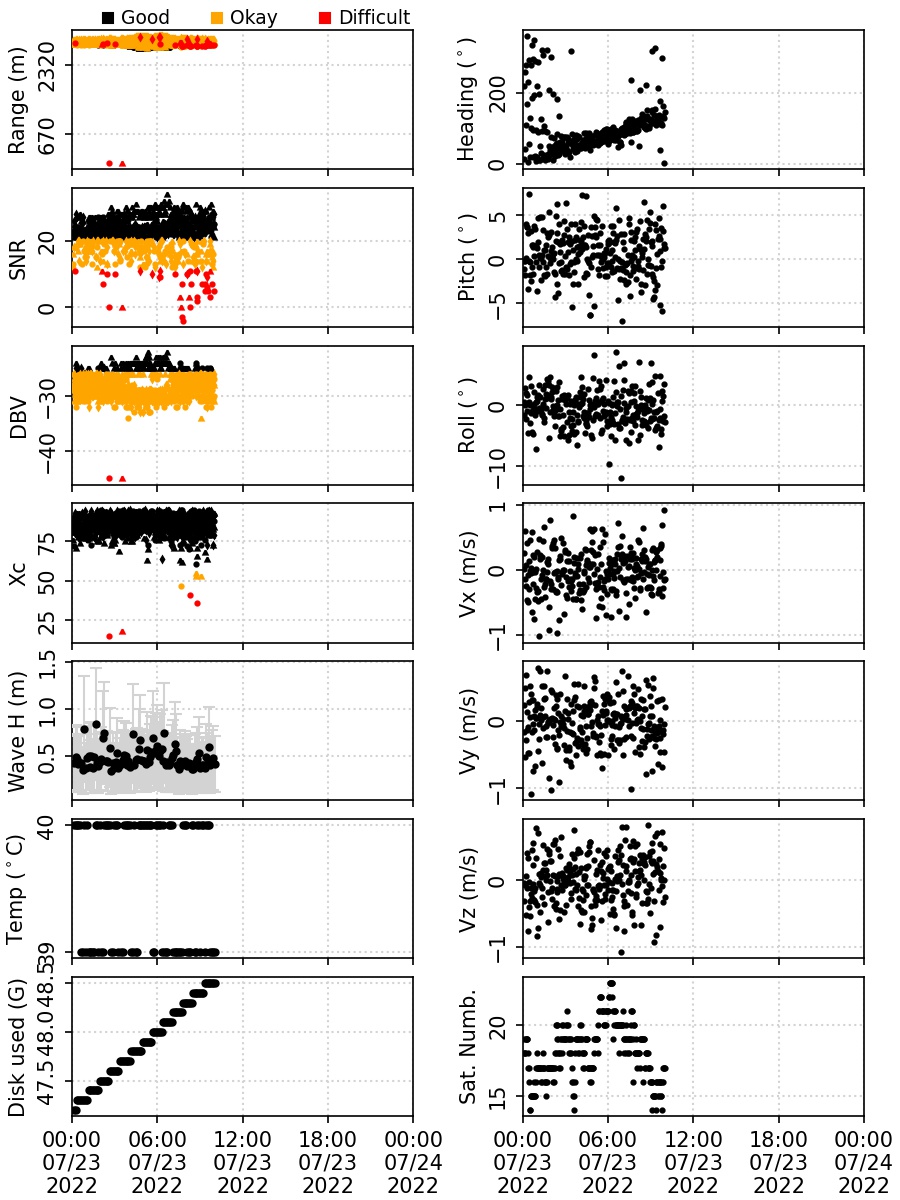 Good Okay Difficult
Range (m)
2320
670
Heading (°)
200
0
SNR
20
0
Pitch (°)
5
0
−5
DBV
−30
−40
Roll (°)
0
−10
Xc
75
50
25
Vx (m/s)
1
0
−1
Wave H (m)
1.5
1.0
0.5
Vy (m/s)
0
−1
Temp (°C)
40
39
Vz (m/s)
0
−1
Disk used (G)
48.5
48.0
47.5
Sat. Numb.
20
15
00:00 06:00 12:00 18:00 00:00
07/23 07/23 07/23 07/23 07/24
2022 2022 2022 2022 2022
00:00 06:00 12:00 18:00 00:00
07/23 07/23 07/23 07/23 07/24
2022 2022 2022 2022 2022